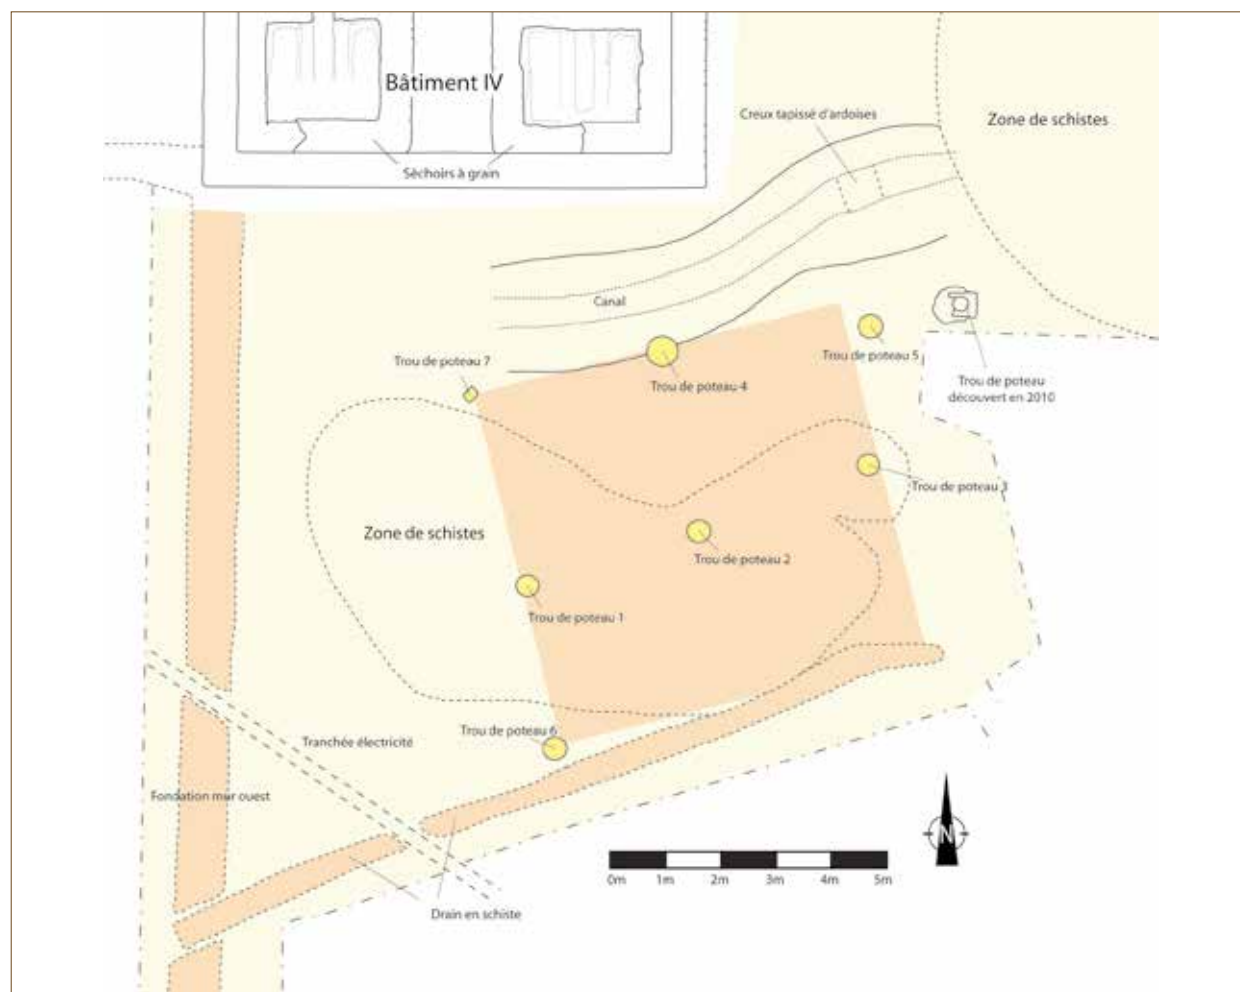 Bâtiment IV
Creux tapissé d'ardoises
Zone de schistes
Séchoirs à grain
Canal
Trou de poteau 7
Trou de poteau 5
Trou de poteau 4
Trou de poteau
découvert en 2010
Trou de poteau 3
Zone de schistes
Trou de poteau 2
Trou de poteau 1
Trou de poteau 6
Tranchée électricité
Fondation mur ouest
N
0m 1m 2m 3m 4m 5m
Drain en schiste